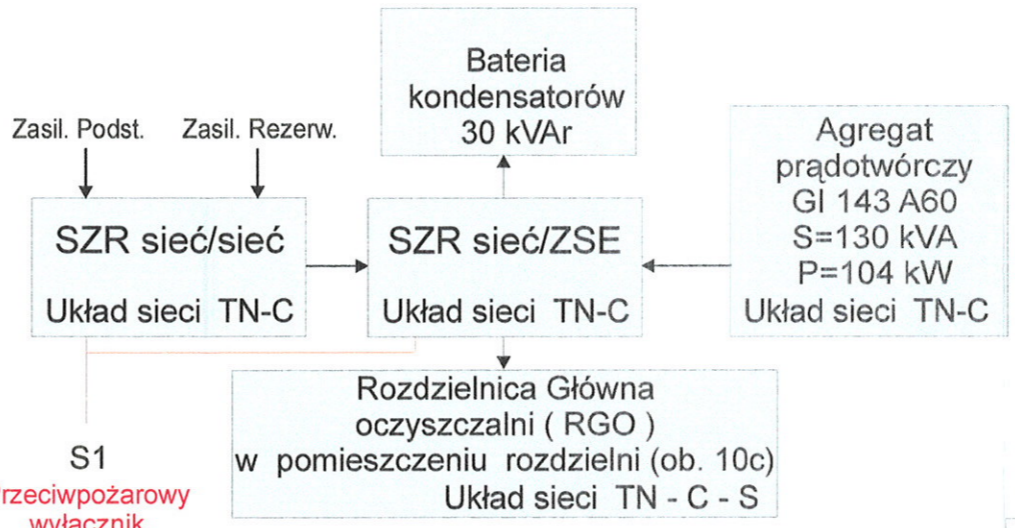 Bateria
kondensatorów
30 kVAr
Zasil. Podst.
Zasil. Rezerw.
Agregat
prądotwórczy
GI 143 A60
S=130 kVA
P=104 kW
Układ sieci TN-C
SZR sieć/sieć
Układ sieci TN-C
SZR sieć/ZSE
Układ sieci TN-C
Rozdzielnica Główna
oczyszczalni ( RGO )
w pomieszczeniu rozdzielni (ob. 10c)
Układ sieci TN - C - S
S1
rzeciwpożarowy
wyłącznik